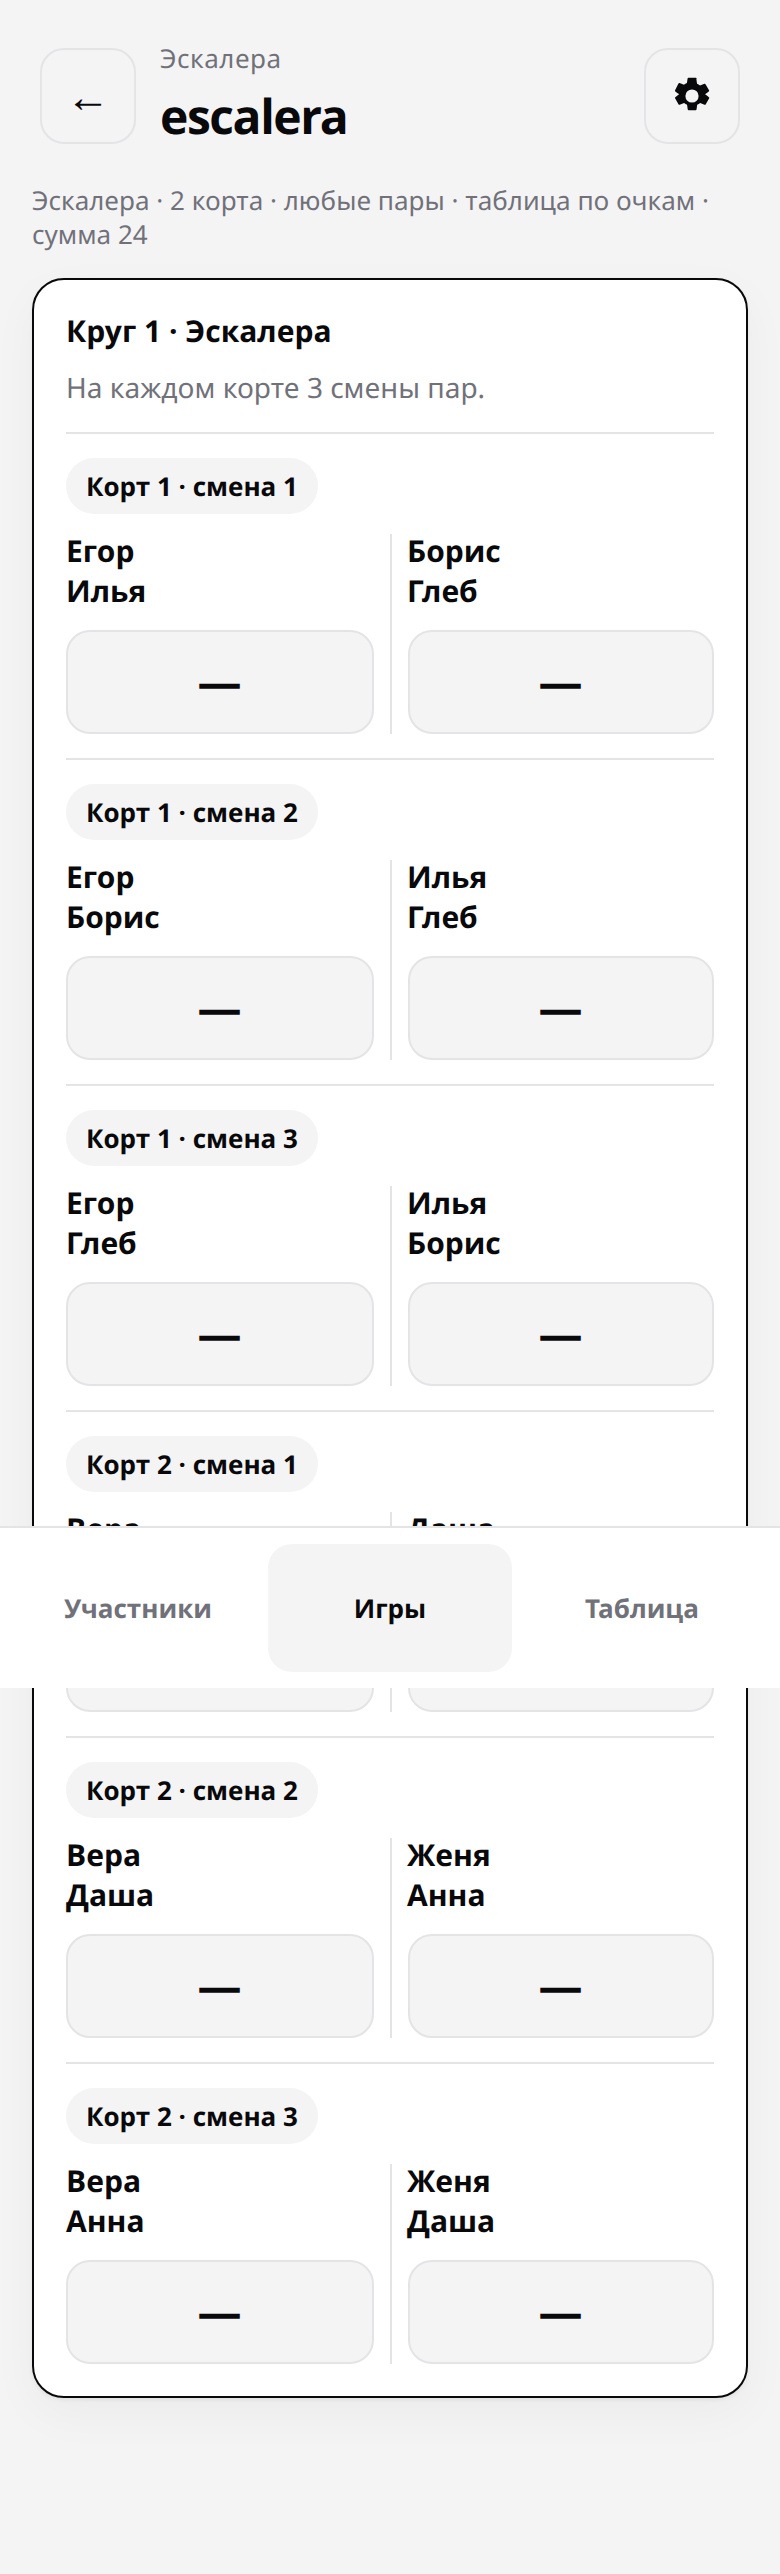 ←
Эскалера
escalera
Эскалера · 2 корта · любые пары · таблица по очкам ·
сумма 24
Круг 1 · Эскалера
На каждом корте 3 смены пар.
Корт 1 · смена 1
Егор
Илья
Борис
Глеб
—
—
Корт 1 · смена 2
Егор
Борис
Илья
Глеб
—
—
Корт 1 · смена 3
Егор
Глеб
Илья
Борис
—
—
Корт 2 · смена 1
Вера
Даша
Участники
Игры
Таблица
Корт 2 · смена 2
Вера
Даша
Женя
Анна
—
—
Корт 2 · смена 3
Вера
Анна
Женя
Даша
—
—